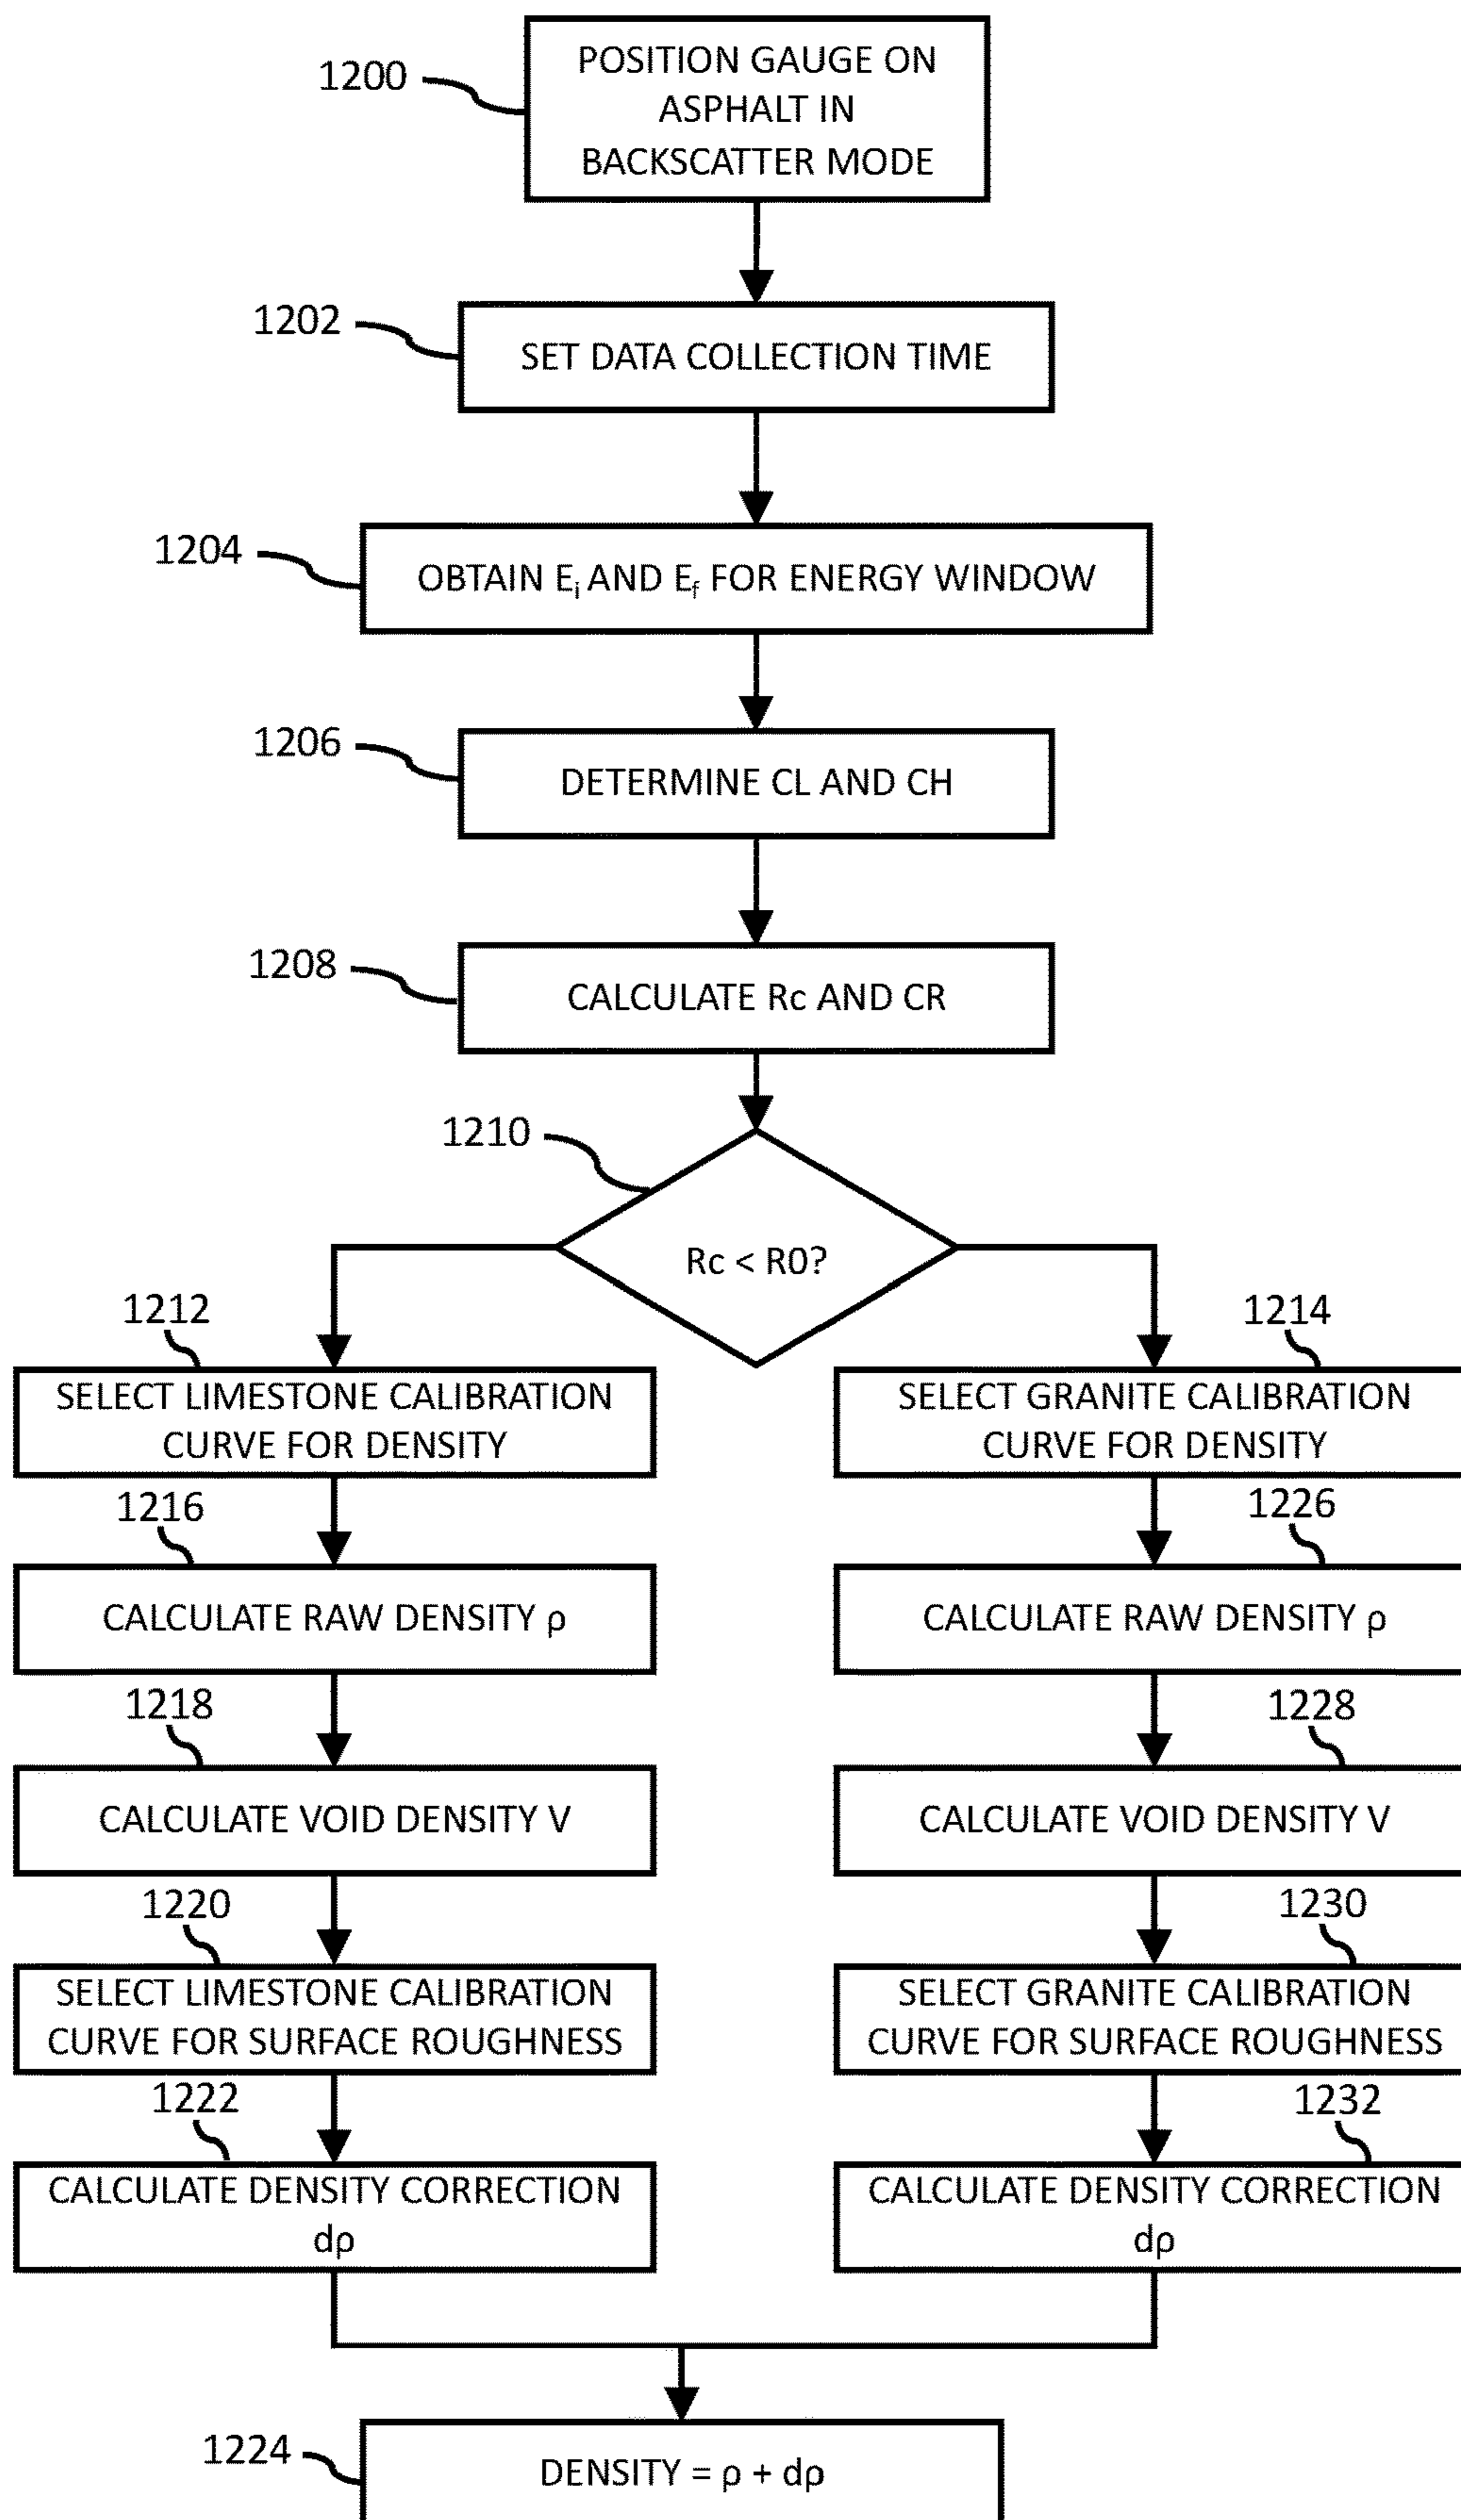 1200
POSITION GAUGE ON
ASPHALT IN
BACKSCATTER MODE
1202
SET DATA COLLECTION TIME
1204
OBTAIN Ei AND Ef FOR ENERGY WINDOW
1206
DETERMINE CL AND CH
1208
CALCULATE Rc AND CR
1210
Rc < R0?
1212
SELECT LIMESTONE CALIBRATION
CURVE FOR DENSITY
1214
SELECT GRANITE CALIBRATION
CURVE FOR DENSITY
1216
CALCULATE RAW DENSITY ρ
1226
CALCULATE RAW DENSITY ρ
1218
CALCULATE VOID DENSITY V
1228
CALCULATE VOID DENSITY V
1220
SELECT LIMESTONE CALIBRATION
CURVE FOR SURFACE ROUGHNESS
1230
SELECT GRANITE CALIBRATION
CURVE FOR SURFACE ROUGHNESS
1222
CALCULATE DENSITY CORRECTION
dρ
1232
CALCULATE DENSITY CORRECTION
dρ
1224
DENSITY = ρ + dρ